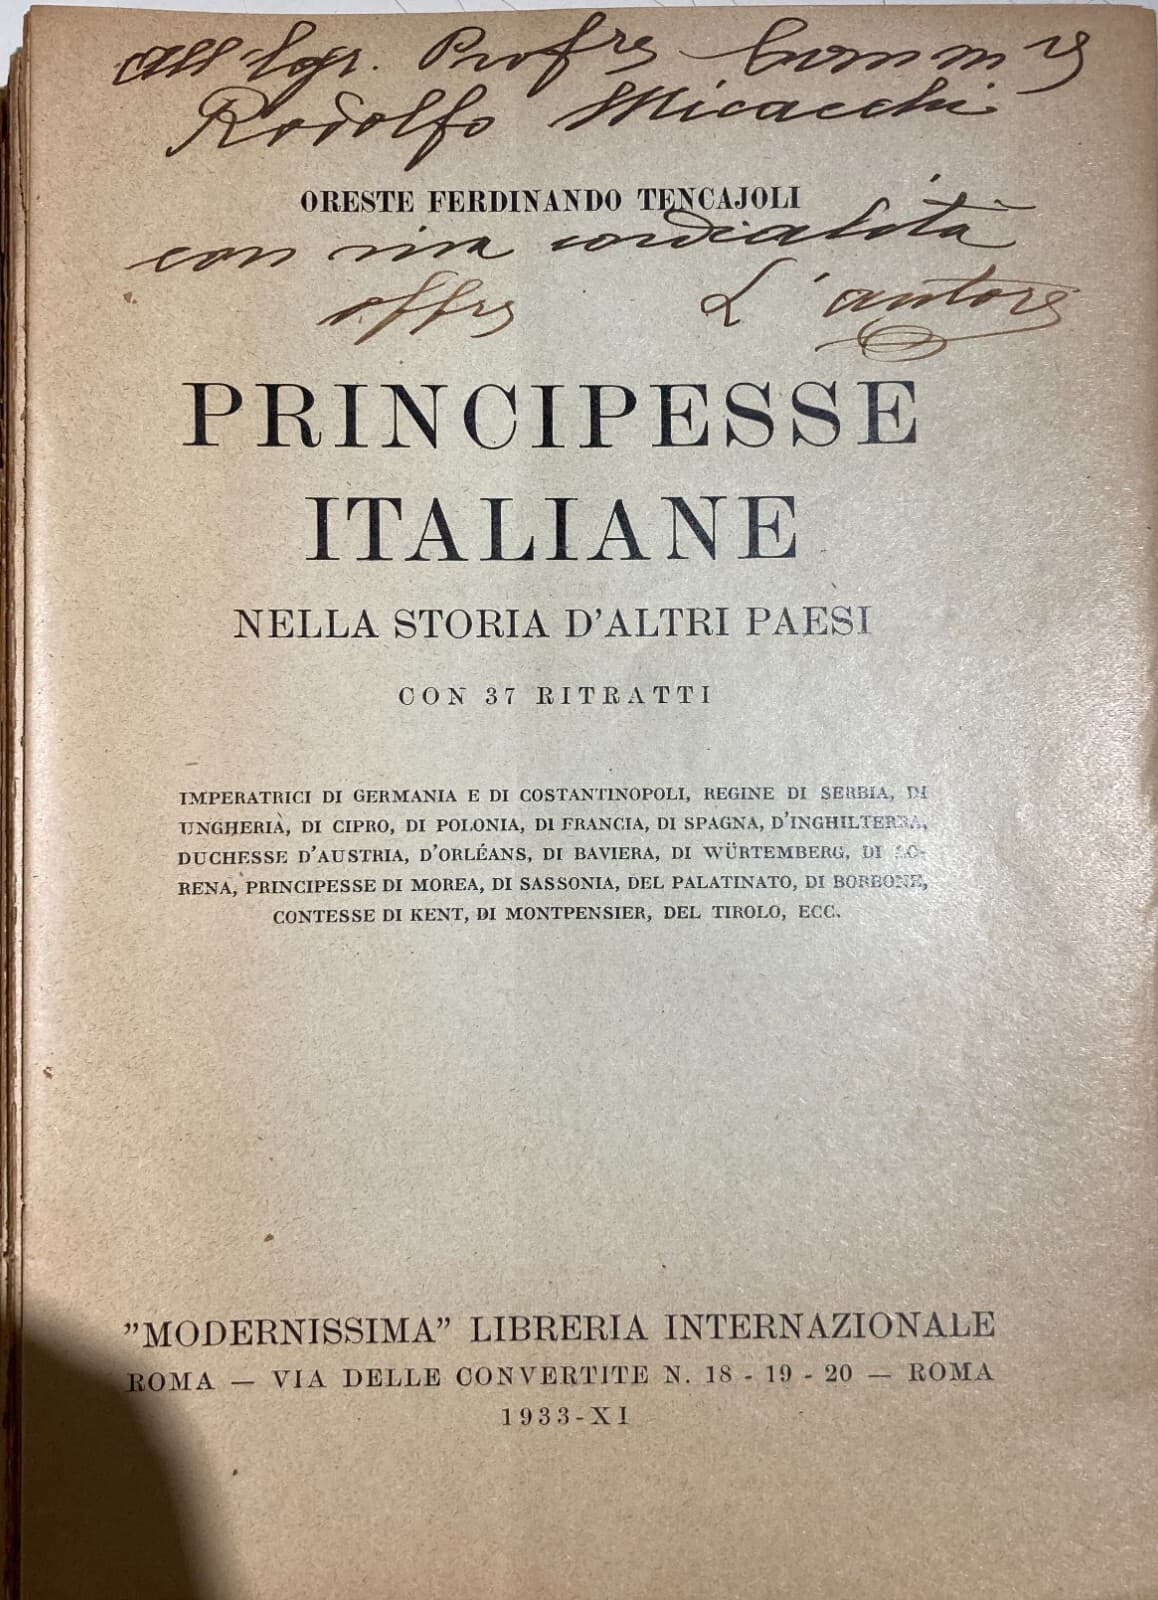 All Sgr. Profre Commre
Rodolfo Micacchi
ORESTE FERDINANDO TENCAJOLI
con viva cordialità
offre L'autore
PRINCIPESSE
ITALIANE
NELLA STORIA D'ALTRI PAESI
CON 37 RITRATTI
IMPERATRICI DI GERMANIA E DI COSTANTINOPOLI, REGINE DI SERBIA, DI
UNGHERIA, DI CIPRO, DI POLONIA, DI FRANCIA, DI SPAGNA, D'INGHILTERRA,
DUCHESSE D'AUSTRIA, D'ORLÉANS, DI BAVIERA, DI WÜRTEMBERG, DI LO-
RENA, PRINCIPESSE DI MOREA, DI SASSONIA, DEL PALATINATO, DI BORBONE,
CONTESSE DI KENT, DI MONTPENSIER, DEL TIROLO, ECC.
"MODERNISSIMA" LIBRERIA INTERNAZIONALE
ROMA — VIA DELLE CONVERTITE N. 18 - 19 - 20 — ROMA
1933-XI